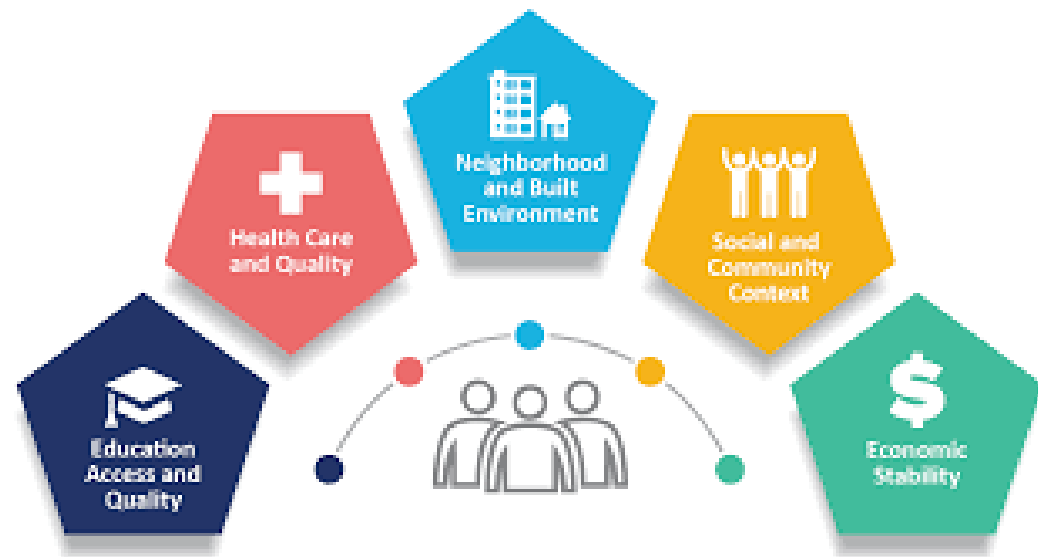 Education
Access and
Quality
Health Care
and Quality
Neighborhood
and Built
Environment
Social and
Community
Context
Economic
Stability